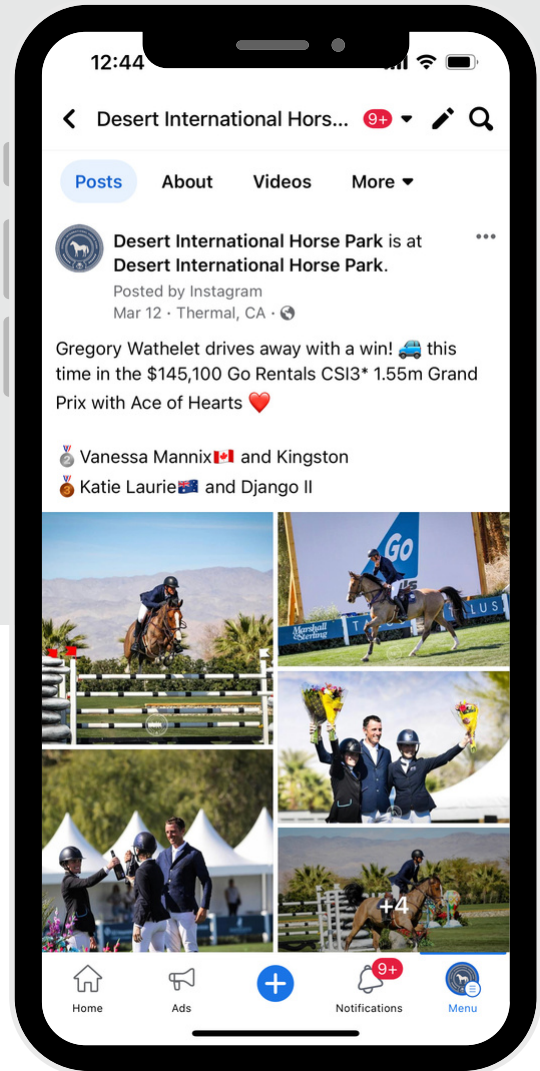 12:44
Desert International Hors... 9+
Posts About Videos More
Desert International Horse Park is at
Desert International Horse Park.
Posted by Instagram
Mar 12 · Thermal, CA ·
Gregory Wathelet drives away with a win! 🚙 this
time in the $145,100 Go Rentals CSI3* 1.55m Grand
Prix with Ace of Hearts ❤️
🥈 Vanessa Mannix🇨🇦 and Kingston
🥉 Katie Laurie🇦🇺 and Django II
Go
Marshall
& Sterling
+4
9+
Home Ads Notifications Menu